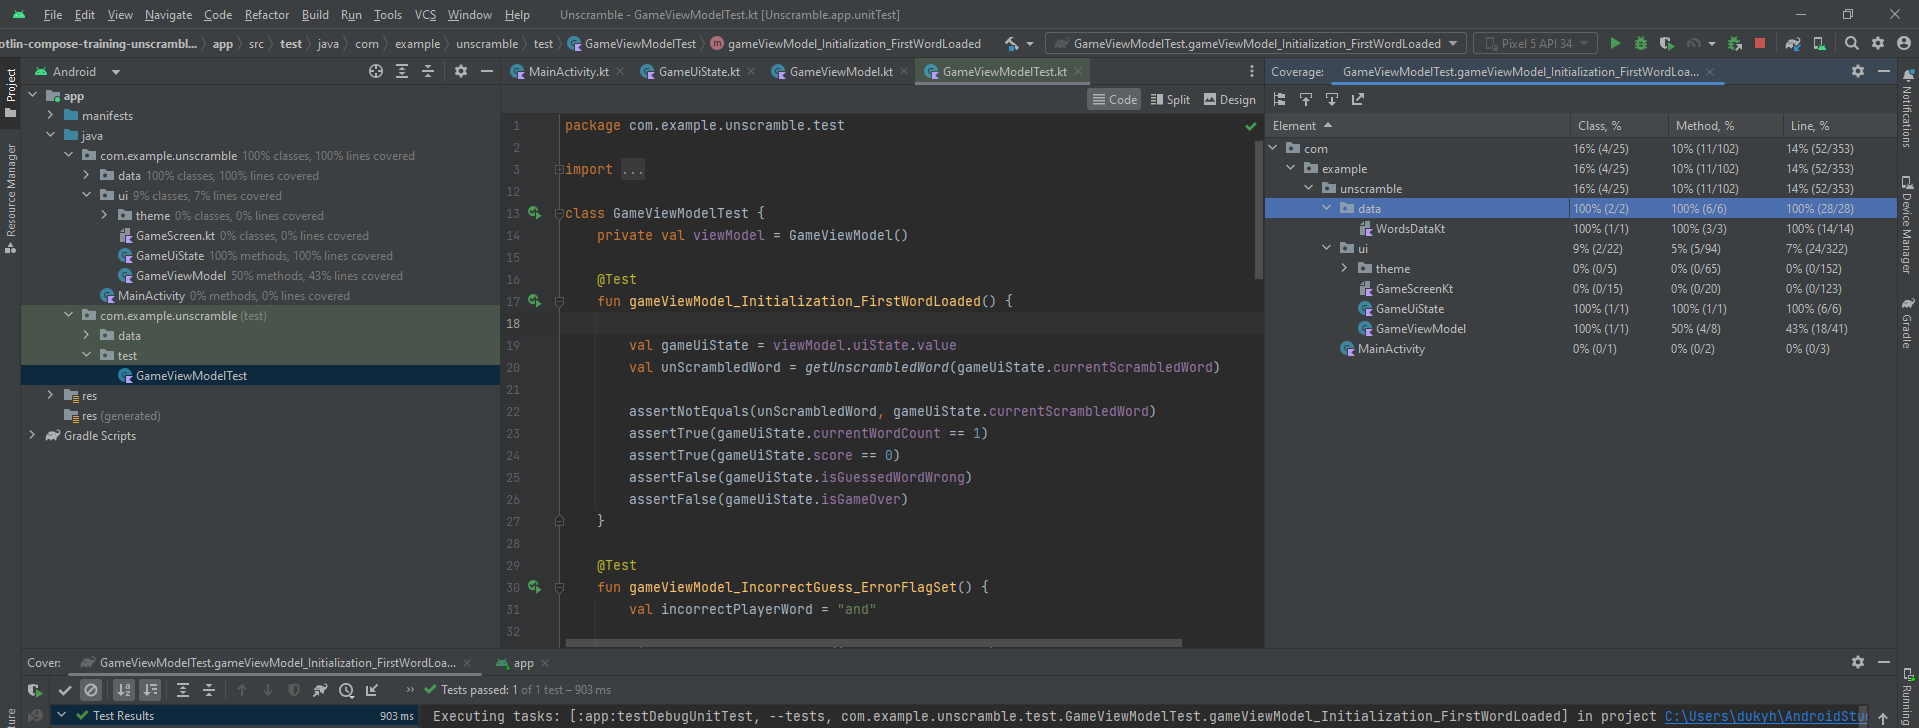 File Edit View Navigate Code Refactor Build Run Tools VCS Window Help Unscramble - GameViewModelTest.kt [Unscramble.app.unitTest]
otlin-compose-training-unscrambl... app src test java com example unscramble test GameViewModelTest gameViewModel_Initialization_FirstWordLoaded GameViewModelTest.gameViewModel_Initialization_FirstWordLoaded Pixel 5 API 34
Project
Resource Manager
Android
app
manifests
java
com.example.unscramble 100% classes, 100% lines covered
data 100% classes, 100% lines covered
ui 9% classes, 7% lines covered
theme 0% classes, 0% lines covered
GameScreen.kt 0% classes, 0% lines covered
GameUiState 100% methods, 100% lines covered
GameViewModel 50% methods, 43% lines covered
MainActivity 0% methods, 0% lines covered
com.example.unscramble (test)
data
test
GameViewModelTest
res
res (generated)
Gradle Scripts
MainActivity.kt GameUiState.kt GameViewModel.kt GameViewModelTest.kt
Code Split Design
1 package com.example.unscramble.test
2
3 import ...
12
13 class GameViewModelTest {
14 private val viewModel = GameViewModel()
15
16 @Test
17 fun gameViewModel_Initialization_FirstWordLoaded() {
18
19 val gameUiState = viewModel.uiState.value
20 val unScrambledWord = getUnscrambledWord(gameUiState.currentScrambledWord)
21
22 assertNotEquals(unScrambledWord, gameUiState.currentScrambledWord)
23 assertTrue(gameUiState.currentWordCount == 1)
24 assertTrue(gameUiState.score == 0)
25 assertFalse(gameUiState.isGuessedWordWrong)
26 assertFalse(gameUiState.isGameOver)
27 }
28
29 @Test
30 fun gameViewModel_IncorrectGuess_ErrorFlagSet() {
31 val incorrectPlayerWord = "and"
32
Coverage: GameViewModelTest.gameViewModel_Initialization_FirstWordLoa...
Element Class, % Method, % Line, %
com 16% (4/25) 10% (11/102) 14% (52/353)
example 16% (4/25) 10% (11/102) 14% (52/353)
unscramble 16% (4/25) 10% (11/102) 14% (52/353)
data 100% (2/2) 100% (6/6) 100% (28/28)
WordsDataKt 100% (1/1) 100% (3/3) 100% (14/14)
ui 9% (2/22) 5% (5/94) 7% (24/322)
theme 0% (0/5) 0% (0/65) 0% (0/152)
GameScreenKt 0% (0/15) 0% (0/20) 0% (0/123)
GameUiState 100% (1/1) 100% (1/1) 100% (6/6)
GameViewModel 100% (1/1) 50% (4/8) 43% (18/41)
MainActivity 0% (0/1) 0% (0/2) 0% (0/3)
Notifications
Device Manager
Gradle
Running
Cover: GameViewModelTest.gameViewModel_Initialization_FirstWordLoa... app
Tests passed: 1 of 1 test – 903 ms
Test Results 903 ms
Executing tasks: [:app:testDebugUnitTest, --tests, com.example.unscramble.test.GameViewModelTest.gameViewModel_Initialization_FirstWordLoaded] in project C:\Users\dukyh\AndroidStu